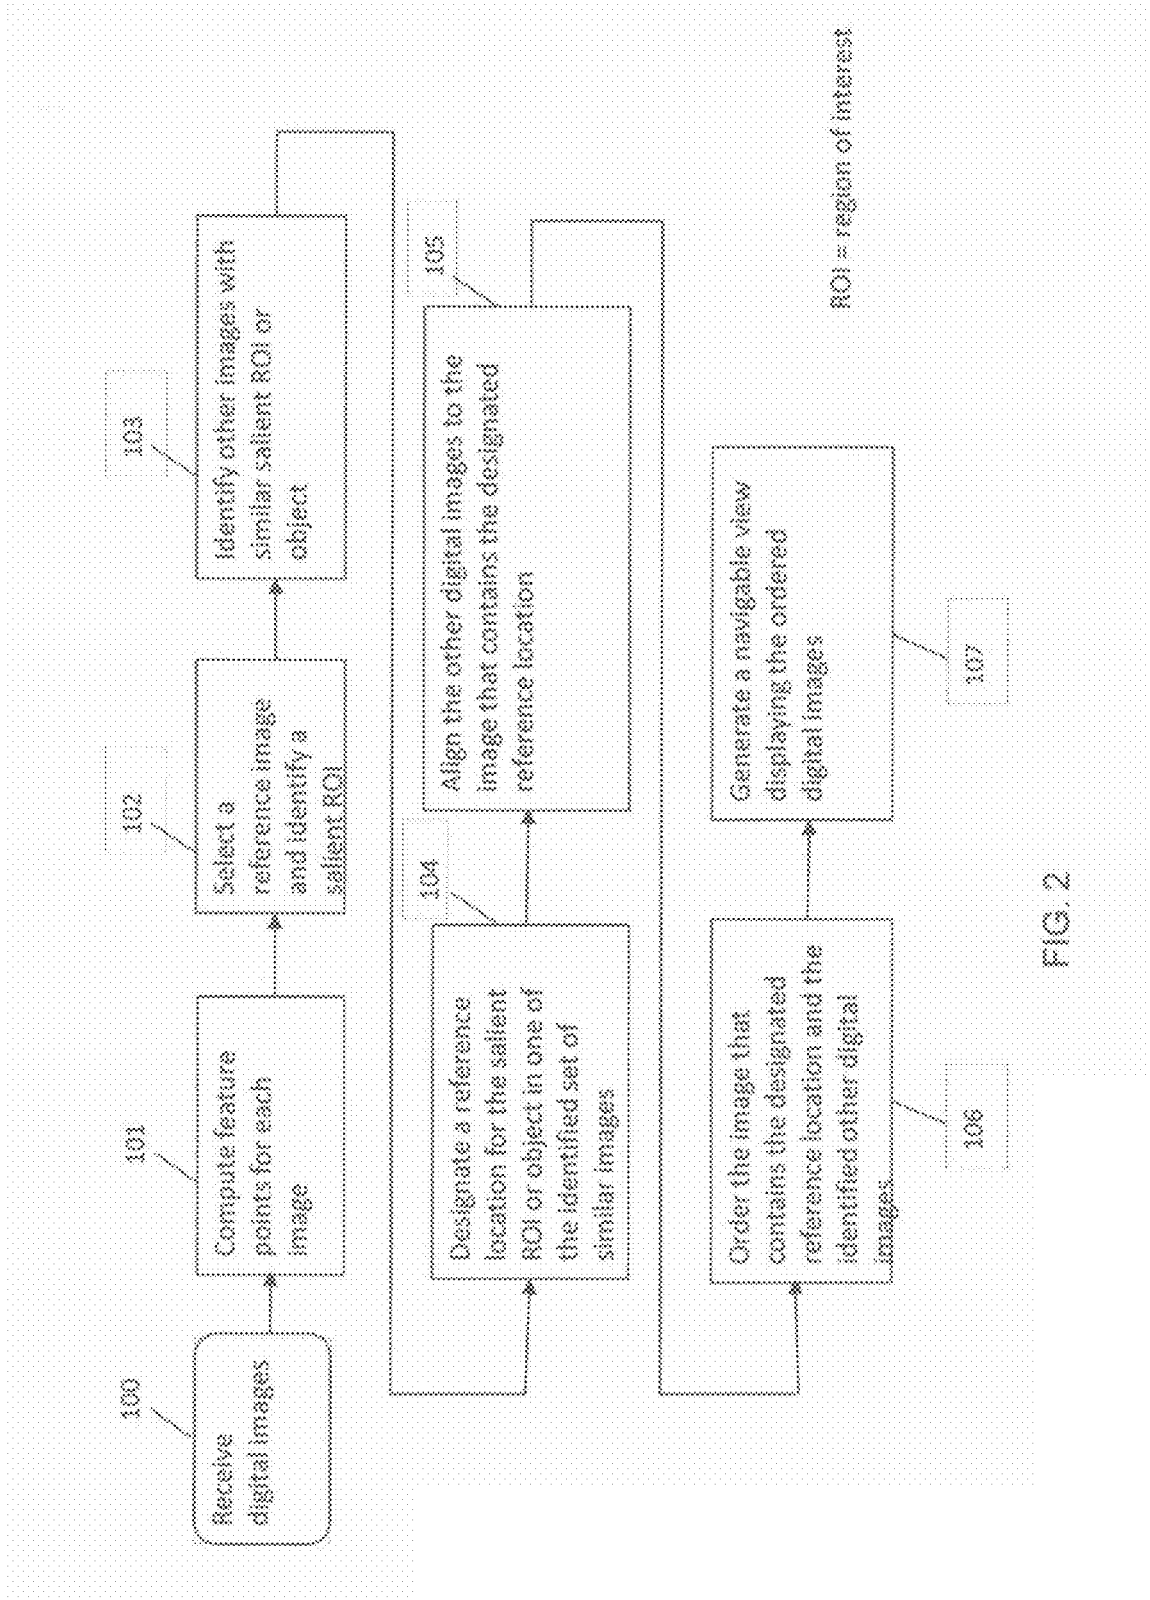 100
Receive
digital images
101
Compute feature
points for each
image
102
Select a
reference image
and identify a
salient ROI
103
Identify other images with
similar salient ROI or
object
104
Designate a reference
location for the salient
ROI or object in one of
the identified set of
similar images
105
Align the other digital images to the
image that contains the designated
reference location
106
Order the image that
contains the designated
reference location and the
identified other digital
images
107
Generate a navigable view
displaying the ordered
digital images
ROI = region of interest
FIG. 2